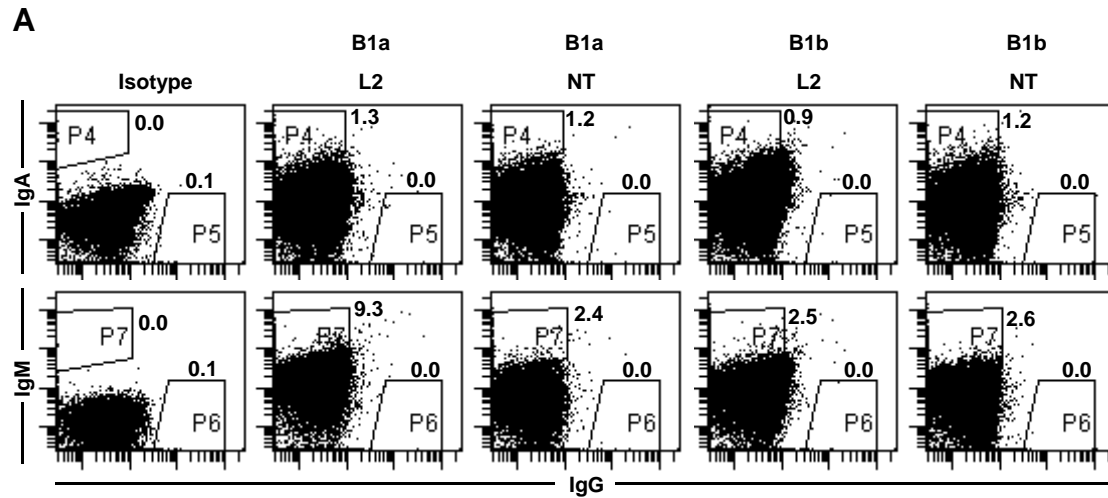 A
B1a B1a B1b B1b
Isotype L2 NT L2 NT
IgA
P4 0.0 P4 1.3 P4 1.2 P4 0.9 P4 1.2
0.1 0.0 0.0 0.0 0.0
P5 P5 P5 P5 P5
IgM
P7 0.0 P7 9.3 P7 2.4 P7 2.5 P7 2.6
0.1 0.0 0.0 0.0 0.0
P6 P6 P6 P6 P6
IgG